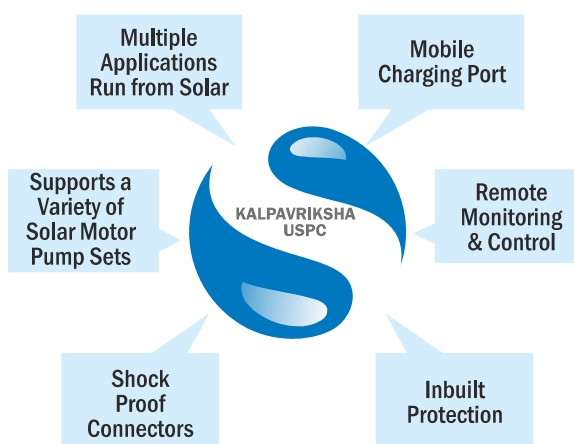 Multiple
Applications
Run from Solar
Mobile
Charging Port
Supports a
Variety of
Solar Motor
Pump Sets
KALPAVRIKSHA
USPC
Remote
Monitoring
& Control
Shock
Proof
Connectors
Inbuilt
Protection